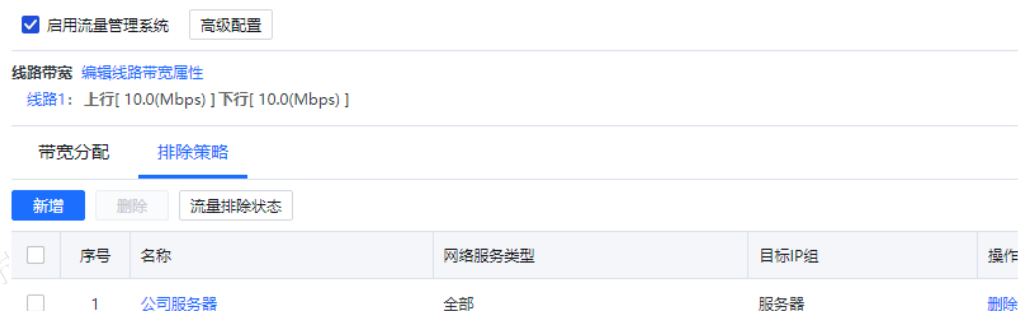 启用流量管理系统 高级配置
线路带宽 编辑线路带宽属性
线路1： 上行[ 10.0(Mbps) ]下行[ 10.0(Mbps) ]
带宽分配 排除策略
新增 删除 流量排除状态
序号 名称 网络服务类型 目标IP组 操作
1 公司服务器 全部 服务器 删除